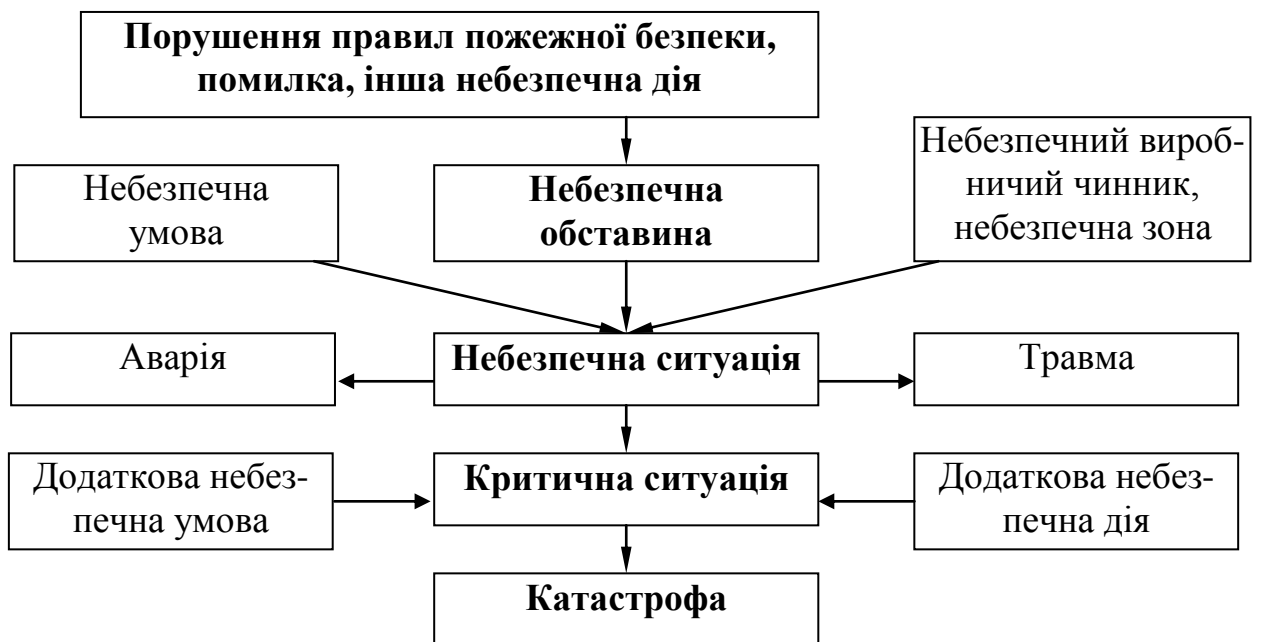 Порушення правил пожежної безпеки,
помилка, інша небезпечна дія
Небезпечна
умова
Небезпечна
обставина
Небезпечний вироб-
ничий чинник,
небезпечна зона
Аварія
Небезпечна ситуація
Травма
Додаткова небез-
печна умова
Критична ситуація
Додаткова небез-
печна дія
Катастрофа